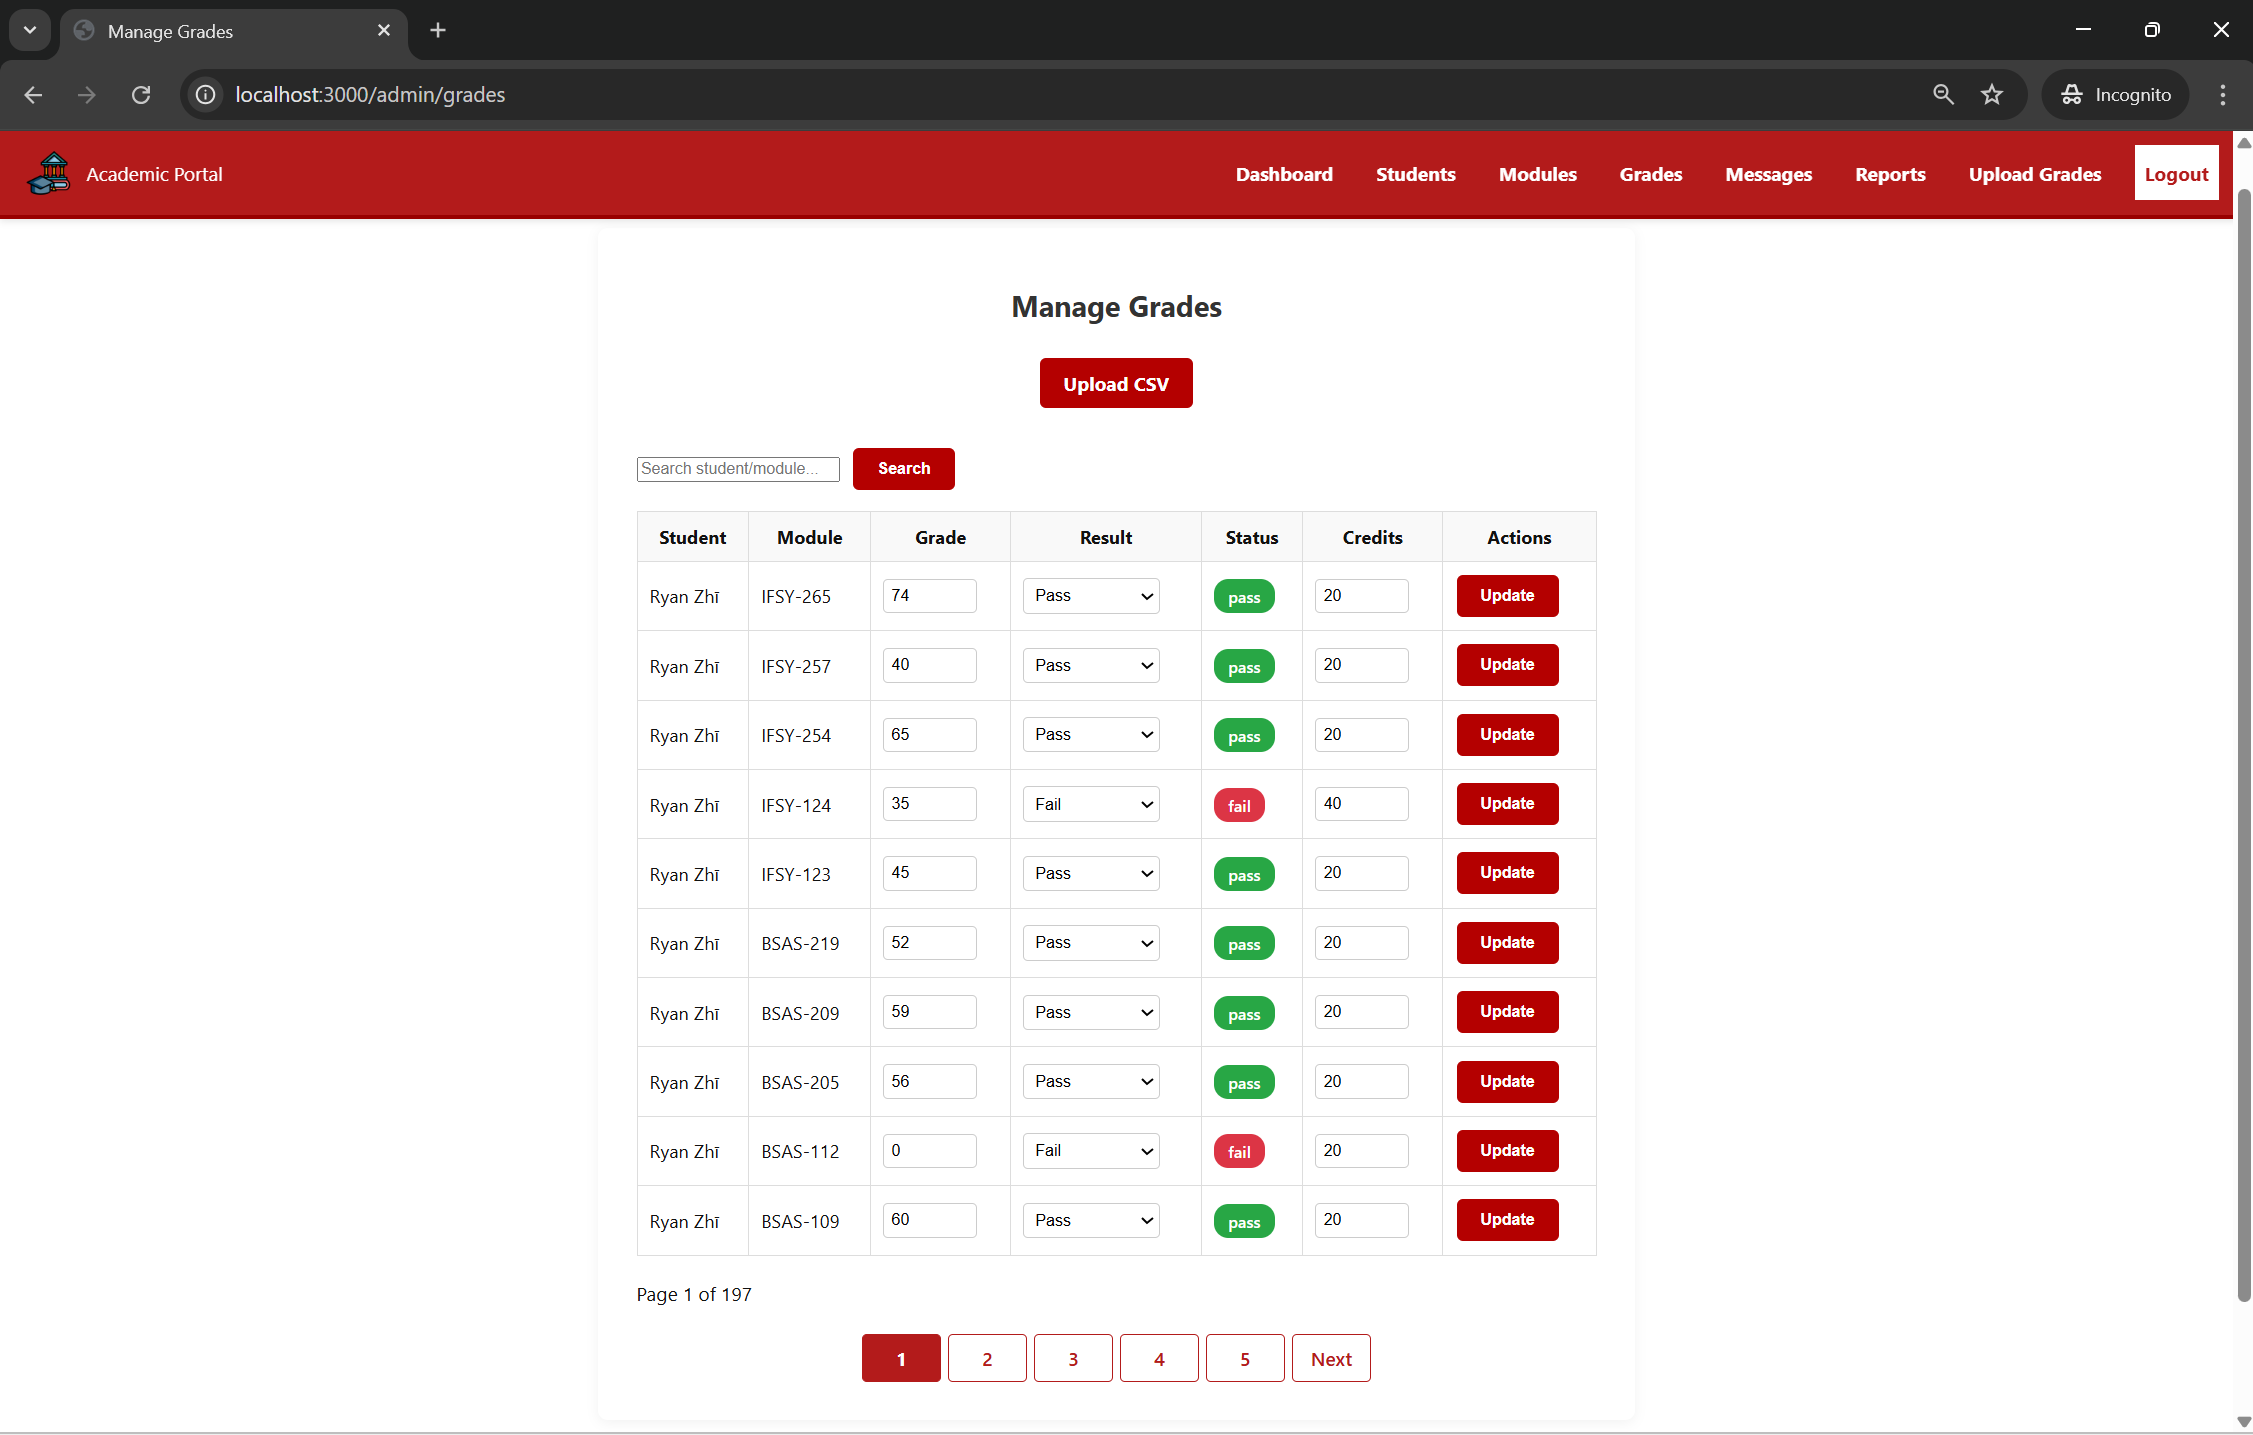 Manage Grades
localhost:3000/admin/grades
Incognito
Academic Portal
Dashboard Students Modules Grades Messages Reports Upload Grades Logout
Manage Grades
Upload CSV
Search student/module... Search
Student Module Grade Result Status Credits Actions
Ryan Zhī IFSY-265 74 Pass pass 20 Update
Ryan Zhī IFSY-257 40 Pass pass 20 Update
Ryan Zhī IFSY-254 65 Pass pass 20 Update
Ryan Zhī IFSY-124 35 Fail fail 40 Update
Ryan Zhī IFSY-123 45 Pass pass 20 Update
Ryan Zhī BSAS-219 52 Pass pass 20 Update
Ryan Zhī BSAS-209 59 Pass pass 20 Update
Ryan Zhī BSAS-205 56 Pass pass 20 Update
Ryan Zhī BSAS-112 0 Fail fail 20 Update
Ryan Zhī BSAS-109 60 Pass pass 20 Update
Page 1 of 197
1 2 3 4 5 Next